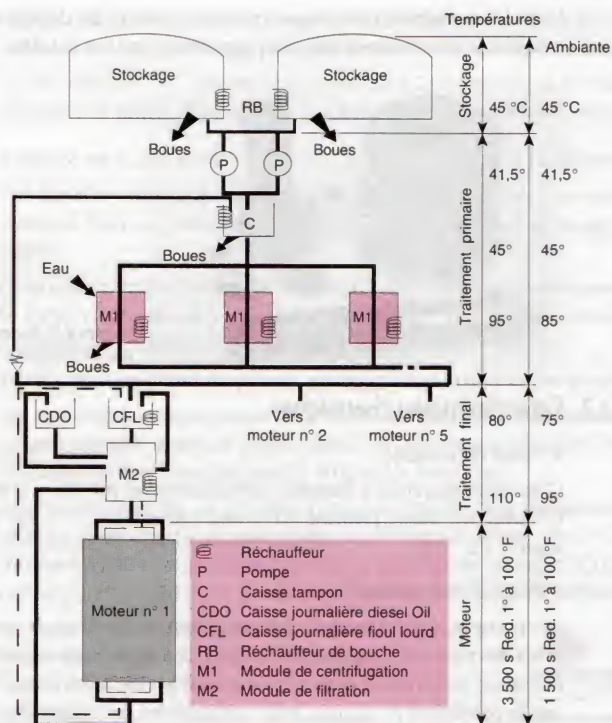 Températures
Ambiante
Stockage
Stockage
Stockage
RB
45 °C
45 °C
Boues
Boues
P
P
41,5°
41,5°
C
Boues
Traitement primaire
45°
45°
Eau
M1
M1
M1
95°
85°
Boues
CDO
CFL
Vers
moteur n° 2
Vers
moteur n° 5
Traitement final
80°
75°
M2
110°
95°
Moteur n° 1
Réchauffeur
P Pompe
C Caisse tampon
CDO Caisse journalière diesel Oil
CFL Caisse journalière fioul lourd
RB Réchauffeur de bouche
M1 Module de centrifugation
M2 Module de filtration
Moteur
3 500 s Red. 1° à 100 °F
1 500 s Red. 1° à 100 °F